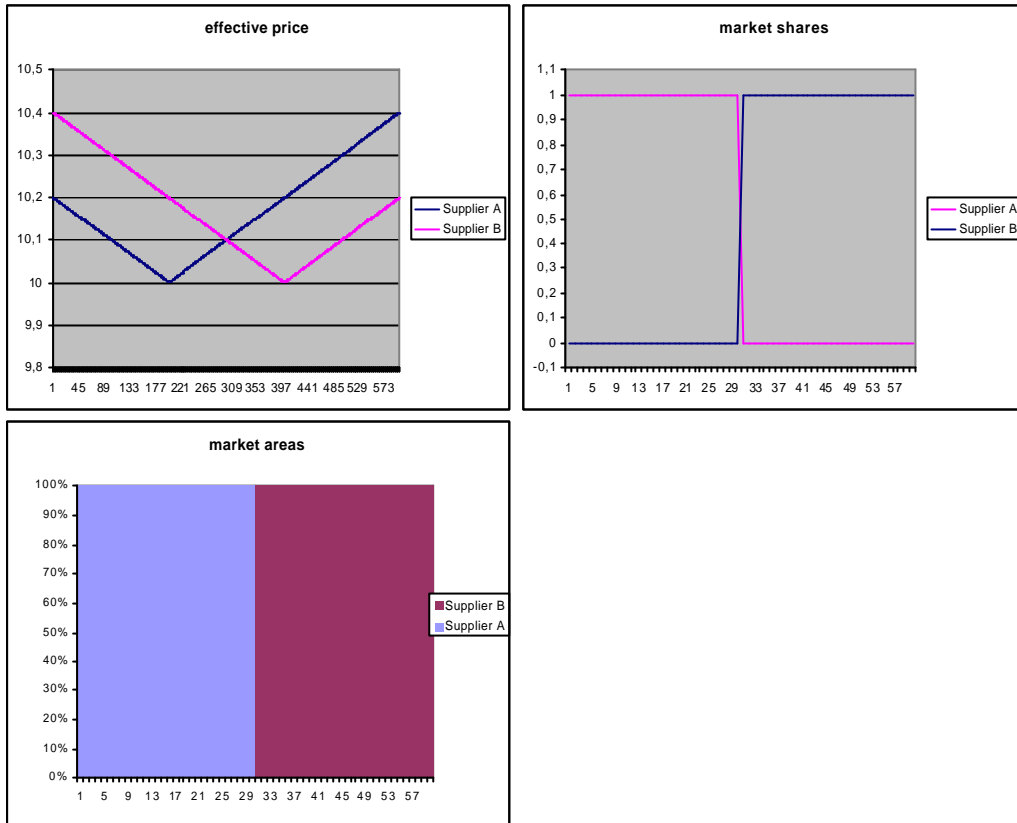 effective price
10,5
10,4
10,3
10,2
10,1
10
9,9
9,8
1 45 89 133 177 221 265 309 353 397 441 485 529 573
Supplier A
Supplier B
market shares
1,1
1
0,9
0,8
0,7
0,6
0,5
0,4
0,3
0,2
0,1
0
-0,1
1 5 9 13 17 21 25 29 33 37 41 45 49 53 57
Supplier A
Supplier B
market areas
100%
90%
80%
70%
60%
50%
40%
30%
20%
10%
0%
1 5 9 13 17 21 25 29 33 37 41 45 49 53 57
Supplier B
Supplier A